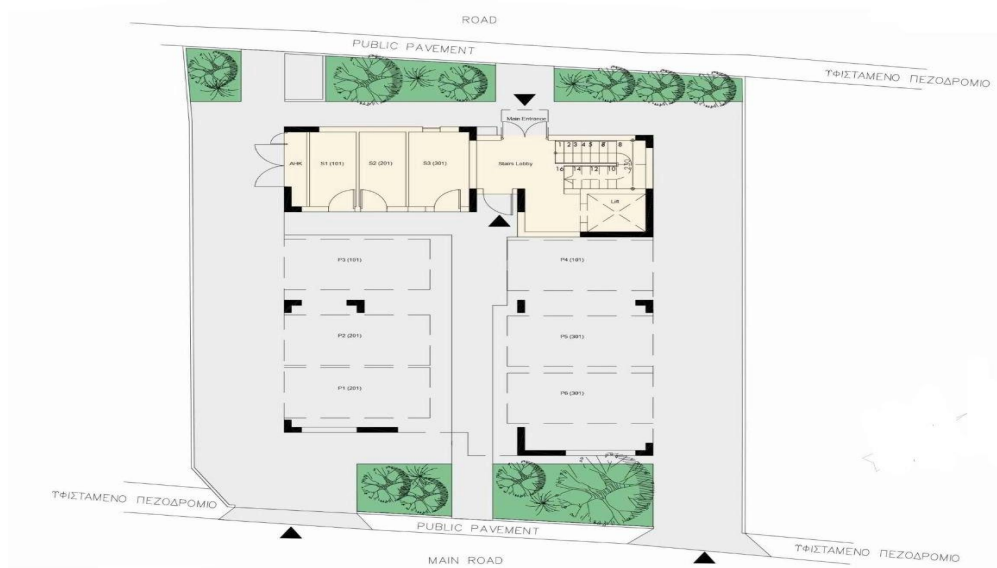 ROAD
PUBLIC PAVEMENT
ΥΦΙΣΤΑΜΕΝΟ ΠΕΖΟΔΡΟΜΙΟ
Main Entrance
1 2 3 4 5 6 8
AHK
S1 (101)
S2 (201)
S3 (301)
Stairs Lobby
16 14 12 10
Lift
P3 (101)
P4 (101)
P2 (201)
P5 (301)
P1 (201)
P6 (301)
ΥΦΙΣΤΑΜΕΝΟ ΠΕΖΟΔΡΟΜΙΟ
PUBLIC PAVEMENT
MAIN ROAD
ΥΦΙΣΤΑΜΕΝΟ ΠΕΖΟΔΡΟΜΙΟ